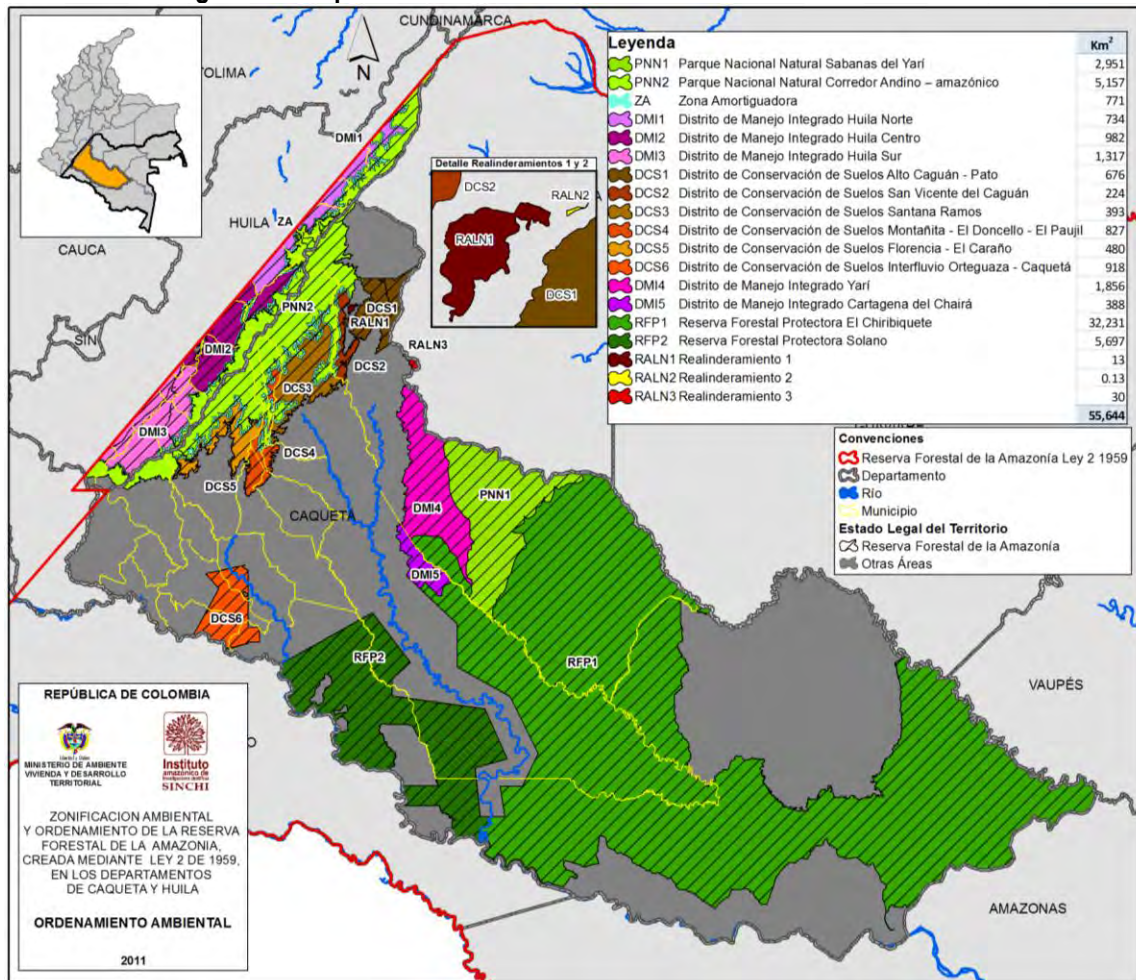 CUNDINAMARCA
TOLIMA
N
HUILA
CAUCA
SIN
DMI1
ZA
PNN2
DMI2
DMI3
DCS1
RALN1
DCS2
RALN3
DCS3
DCS4
DCS5
CAQUETÁ
DMI4
PNN1
DMI5
DCS6
RFP2
RFP1
VAUPÉS
AMAZONAS
Detalle Realinderamientos 1 y 2
DCS2
RALN2
RALN1
DCS1
Leyenda Km2
PNN1 Parque Nacional Natural Sabanas del Yarí 2,951
PNN2 Parque Nacional Natural Corredor Andino – amazónico 5,157
ZA Zona Amortiguadora 771
DMI1 Distrito de Manejo Integrado Huila Norte 734
DMI2 Distrito de Manejo Integrado Huila Centro 982
DMI3 Distrito de Manejo Integrado Huila Sur 1,317
DCS1 Distrito de Conservación de Suelos Alto Caguán - Pato 676
DCS2 Distrito de Conservación de Suelos San Vicente del Caguán 224
DCS3 Distrito de Conservación de Suelos Santana Ramos 393
DCS4 Distrito de Conservación de Suelos Montañita - El Doncello - El Paujil 827
DCS5 Distrito de Conservación de Suelos Florencia - El Caraño 480
DCS6 Distrito de Conservación de Suelos Interfluvio Orteguaza - Caquetá 918
DMI4 Distrito de Manejo Integrado Yarí 1,856
DMI5 Distrito de Manejo Integrado Cartagena del Chairá 388
RFP1 Reserva Forestal Protectora El Chiribiquete 32,231
RFP2 Reserva Forestal Protectora Solano 5,697
RALN1 Realinderamiento 1 13
RALN2 Realinderamiento 2 0.13
RALN3 Realinderamiento 3 30
55,644
Convenciones
Reserva Forestal de la Amazonía Ley 2 1959
Departamento
Río
Municipio
Estado Legal del Territorio
Reserva Forestal de la Amazonía
Otras Áreas
REPÚBLICA DE COLOMBIA
MINISTERIO DE AMBIENTE
VIVIENDA Y DESARROLLO
TERRITORIAL
Instituto
amazónico de
SINCHI
ZONIFICACION AMBIENTAL
Y ORDENAMIENTO DE LA RESERVA
FORESTAL DE LA AMAZONIA,
CREADA MEDIANTE LEY 2 DE 1959,
EN LOS DEPARTAMENTOS
DE CAQUETA Y HUILA
ORDENAMIENTO AMBIENTAL
2011